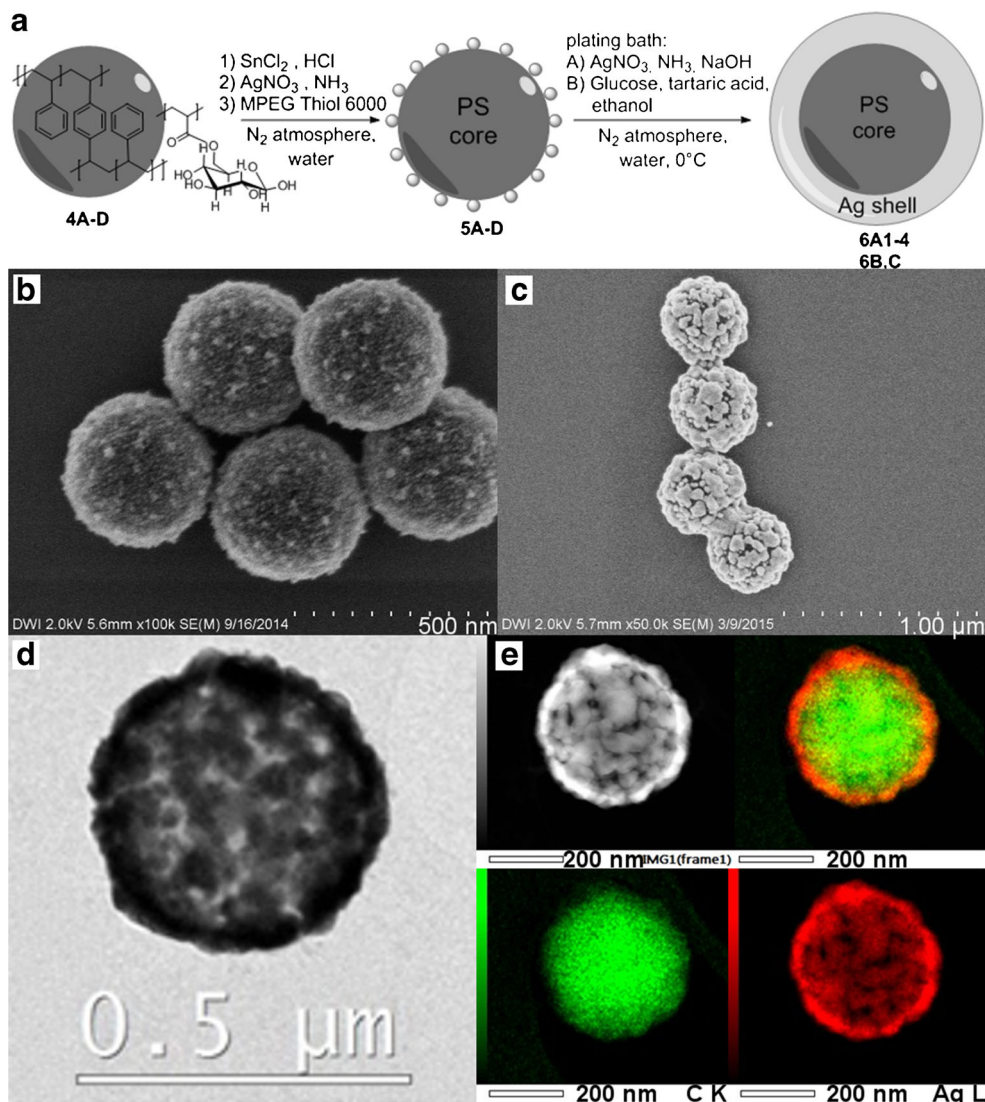 a
1) SnCl2 , HCl
2) AgNO3 , NH3
3) MPEG Thiol 6000
N2 atmosphere,
water
O
O
H
H
HO
HO
H
H
O
OH
OH
H
H
4A-D
PS
core
5A-D
plating bath:
A) AgNO3, NH3, NaOH
B) Glucose, tartaric acid,
ethanol
N2 atmosphere,
water, 0°C
PS
core
Ag shell
6A1-4
6B,C
b
DWI 2.0kV 5.6mm x100k SE(M) 9/16/2014
500 nm
c
DWI 2.0kV 5.7mm x50.0k SE(M) 3/9/2015
1.00 µm
d
0.5 µm
e
200 nm IMG1(frame1)
200 nm
200 nm C K
200 nm Ag L